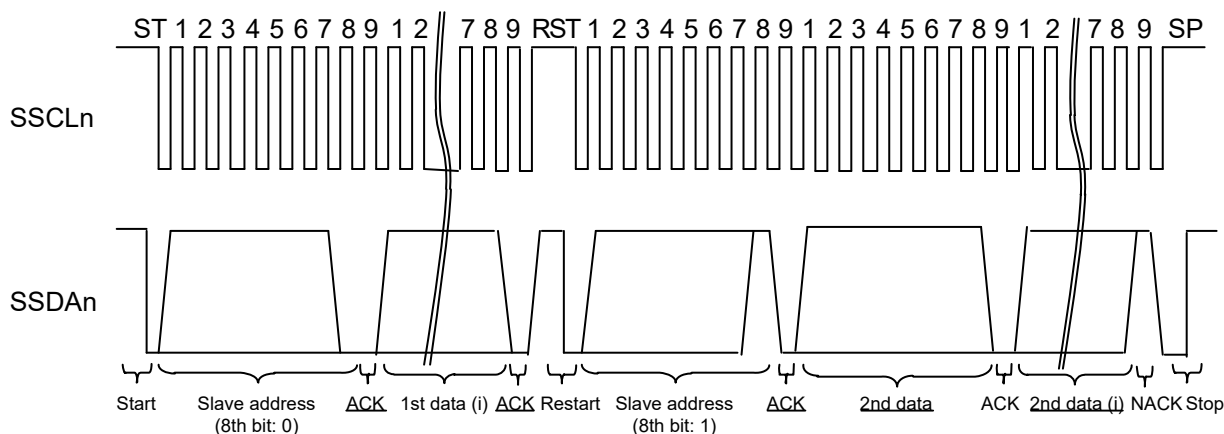 ST 1 2 3 4 5 6 7 8 9 1 2 7 8 9 RST 1 2 3 4 5 6 7 8 9 1 2 3 4 5 6 7 8 9 1 2 7 8 9 SP
SSCLn
SSDAn
Start Slave address ACK 1st data (i) ACK Restart Slave address ACK 2nd data ACK 2nd data (i) NACK Stop
(8th bit: 0) (8th bit: 1)